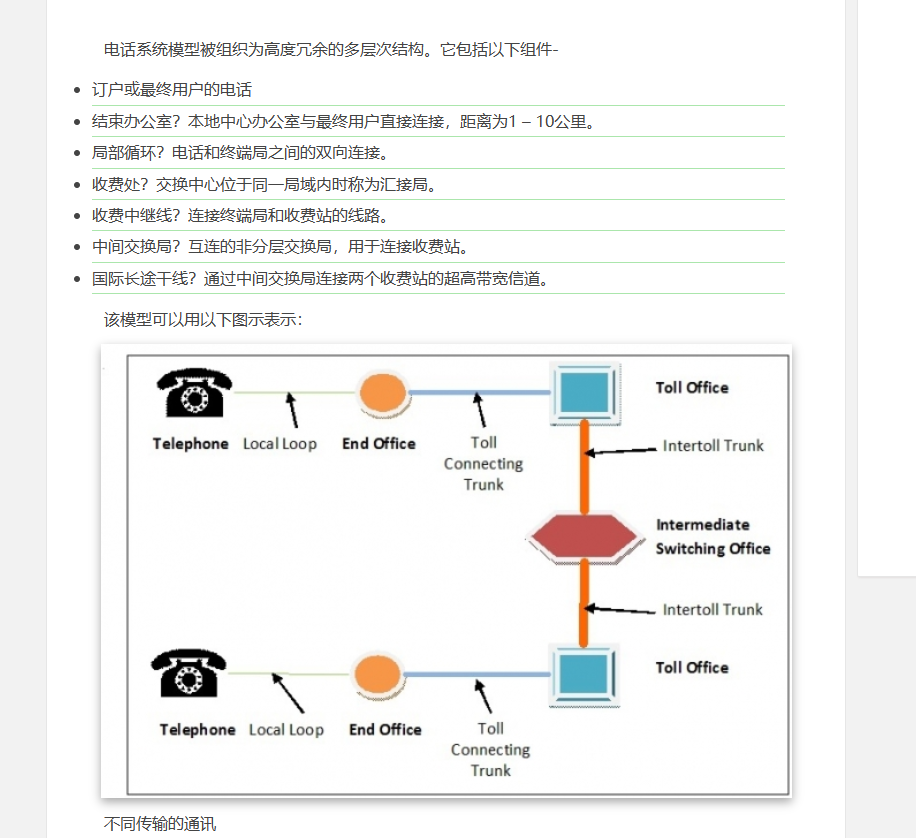 电话系统模型被组织为高度冗余的多层次结构。它包括以下组件-
订户或最终用户的电话
结束办公室？本地中心办公室与最终用户直接连接，距离为1 – 10公里。
局部循环？电话和终端局之间的双向连接。
收费处？交换中心位于同一局域内时称为汇接局。
收费中继线？连接终端局和收费站的线路。
中间交换局？互连的非分层交换局，用于连接收费站。
国际长途干线？通过中间交换局连接两个收费站的超高带宽信道。
该模型可以用以下图示表示：
Toll Office
Telephone
Local Loop
End Office
Toll
Connecting
Trunk
Intertoll Trunk
Intermediate
Switching Office
Intertoll Trunk
Toll Office
Telephone
Local Loop
End Office
Toll
Connecting
Trunk
不同传输的通讯